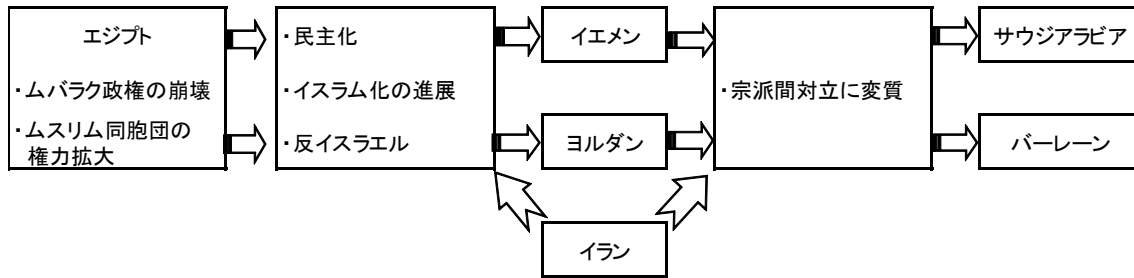 エジプト
・ムバラク政権の崩壊
・ムスリム同胞団の
権力拡大
・民主化
・イスラム化の進展
・反イスラエル
イエメン
ヨルダン
イラン
・宗派間対立に変質
サウジアラビア
バーレーン